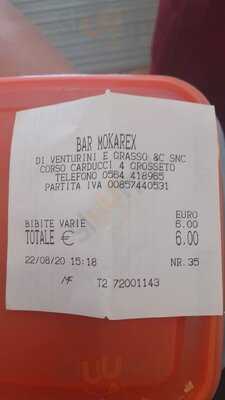 BAR MOKAREX
DI VENTURINI E GRASSO &C SNC
CORSO CARDUCCI 4 GROSSETO
TELEFONO 0564 418965
PARTITA IVA 00857440531
EURO
BIBITE VARIE 6.00
TOTALE € 6.00
22/08/20 15:18 NR.35
MF T2 72001143